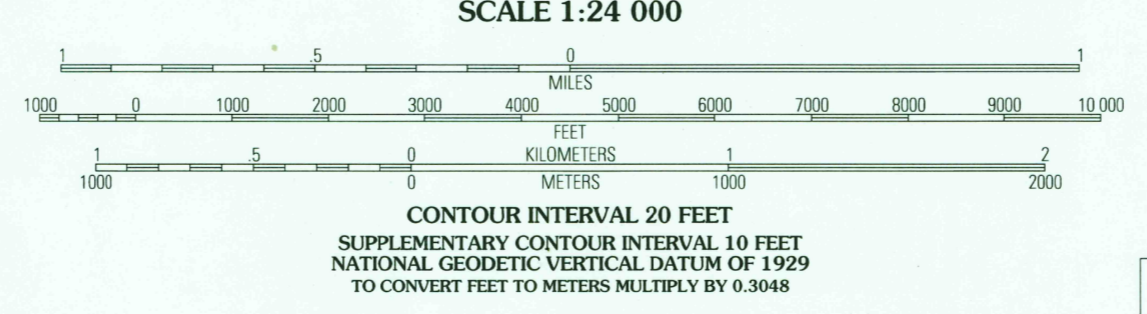 SCALE 1:24 000
1 .5 0 1
MILES
1000 0 1000 2000 3000 4000 5000 6000 7000 8000 9000 10 000
FEET
1 .5 0 KILOMETERS 1 2
1000 0 METERS 1000 2000
CONTOUR INTERVAL 20 FEET
SUPPLEMENTARY CONTOUR INTERVAL 10 FEET
NATIONAL GEODETIC VERTICAL DATUM OF 1929
TO CONVERT FEET TO METERS MULTIPLY BY 0.3048